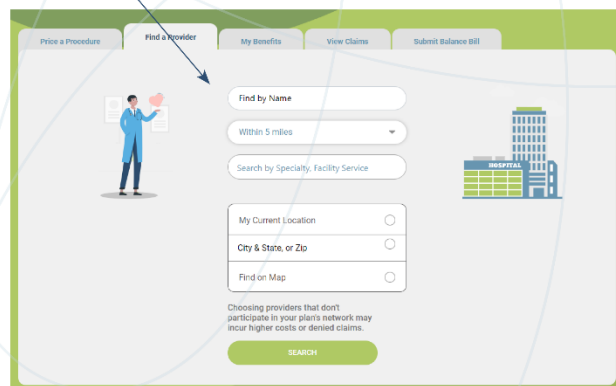 Price a Procedure
Find a Provider
My Benefits
View Claims
Submit Balance Bill
Find by Name
Within 5 miles
Search by Specialty, Facility Service
HOSPITAL
My Current Location
City & State, or Zip
Find on Map
Choosing providers that don't
participate in your plan's network may
incur higher costs or denied claims.
SEARCH